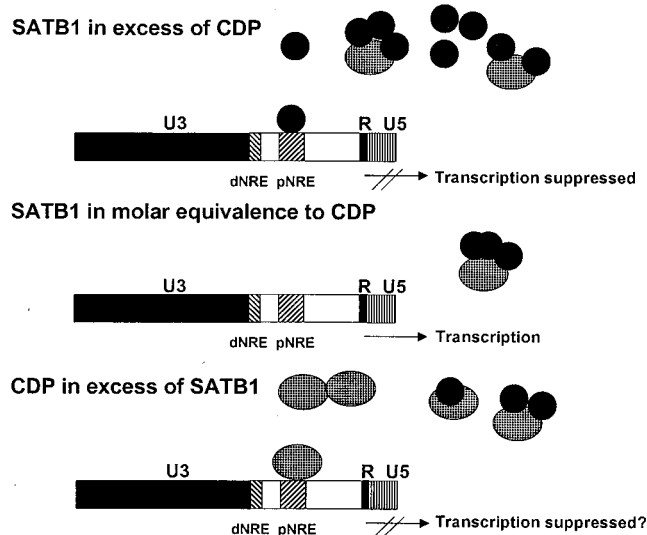 SATB1 in excess of CDP
U3 R U5
dNRE pNRE
Transcription suppressed
SATB1 in molar equivalence to CDP
U3 R U5
dNRE pNRE
Transcription
CDP in excess of SATB1
U3 R U5
dNRE pNRE
Transcription suppressed?